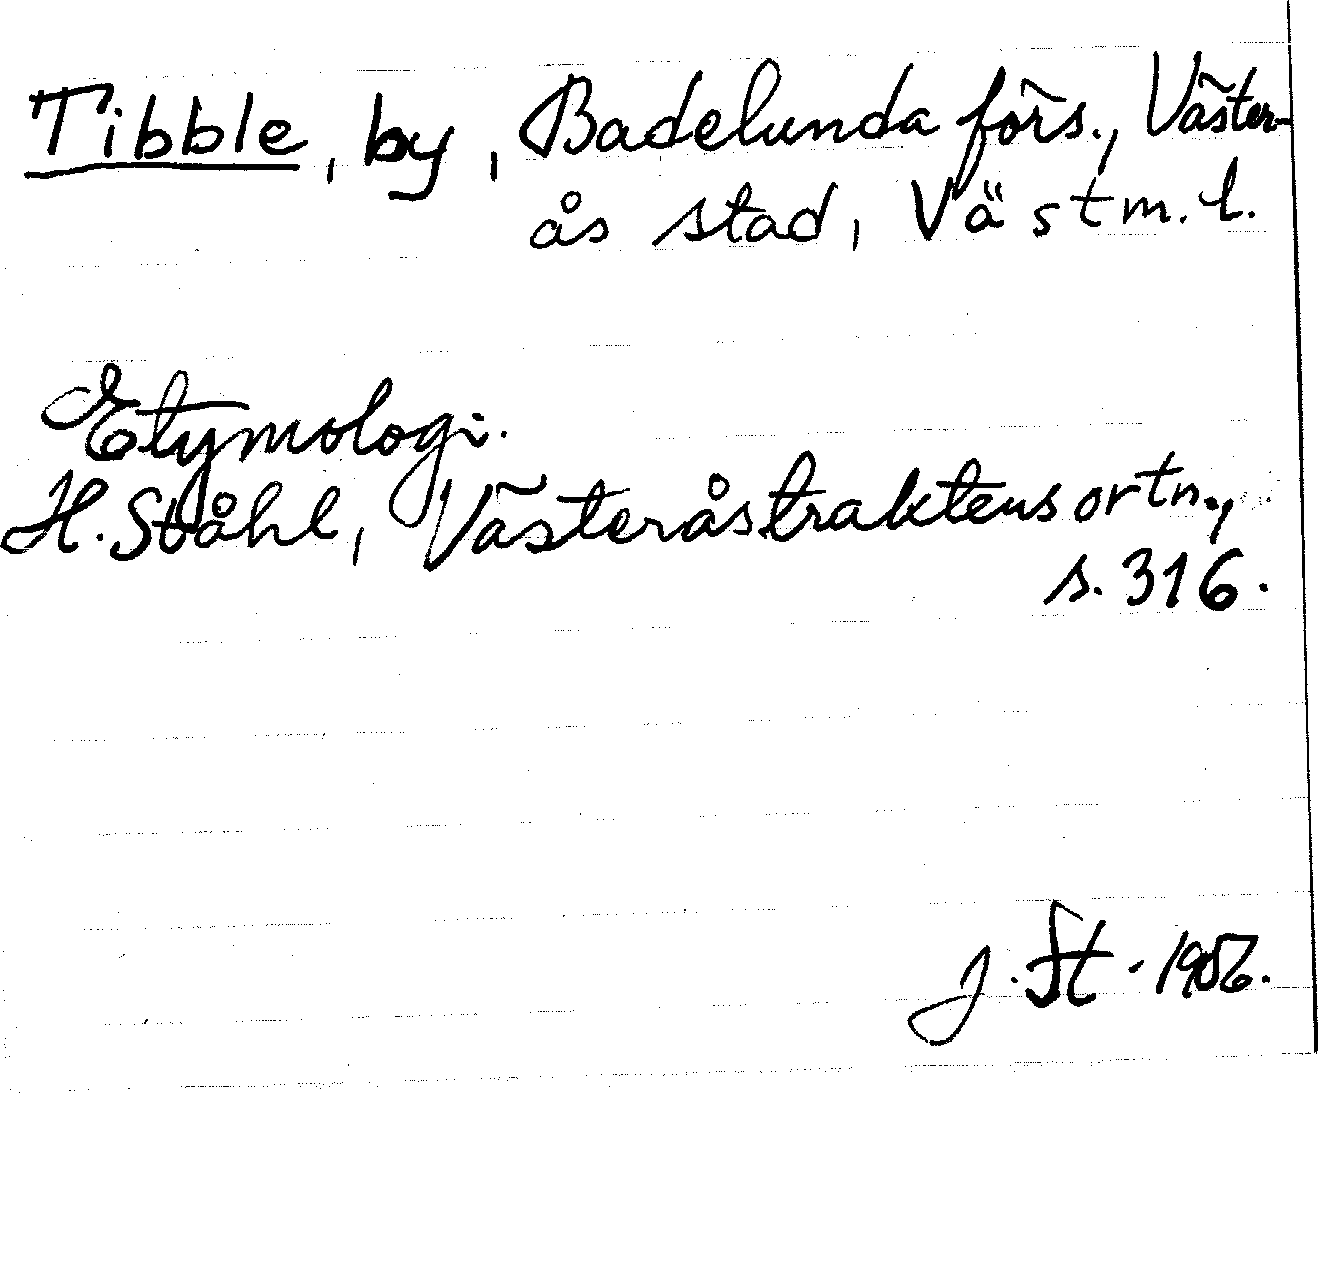 Tibble, by, Badelunda förs., Väster-
ås stad, Västm. l.
Etymologi.
H. Ståhl, Västeråstraktens ortn.,
s. 316.
J. St. 1956.